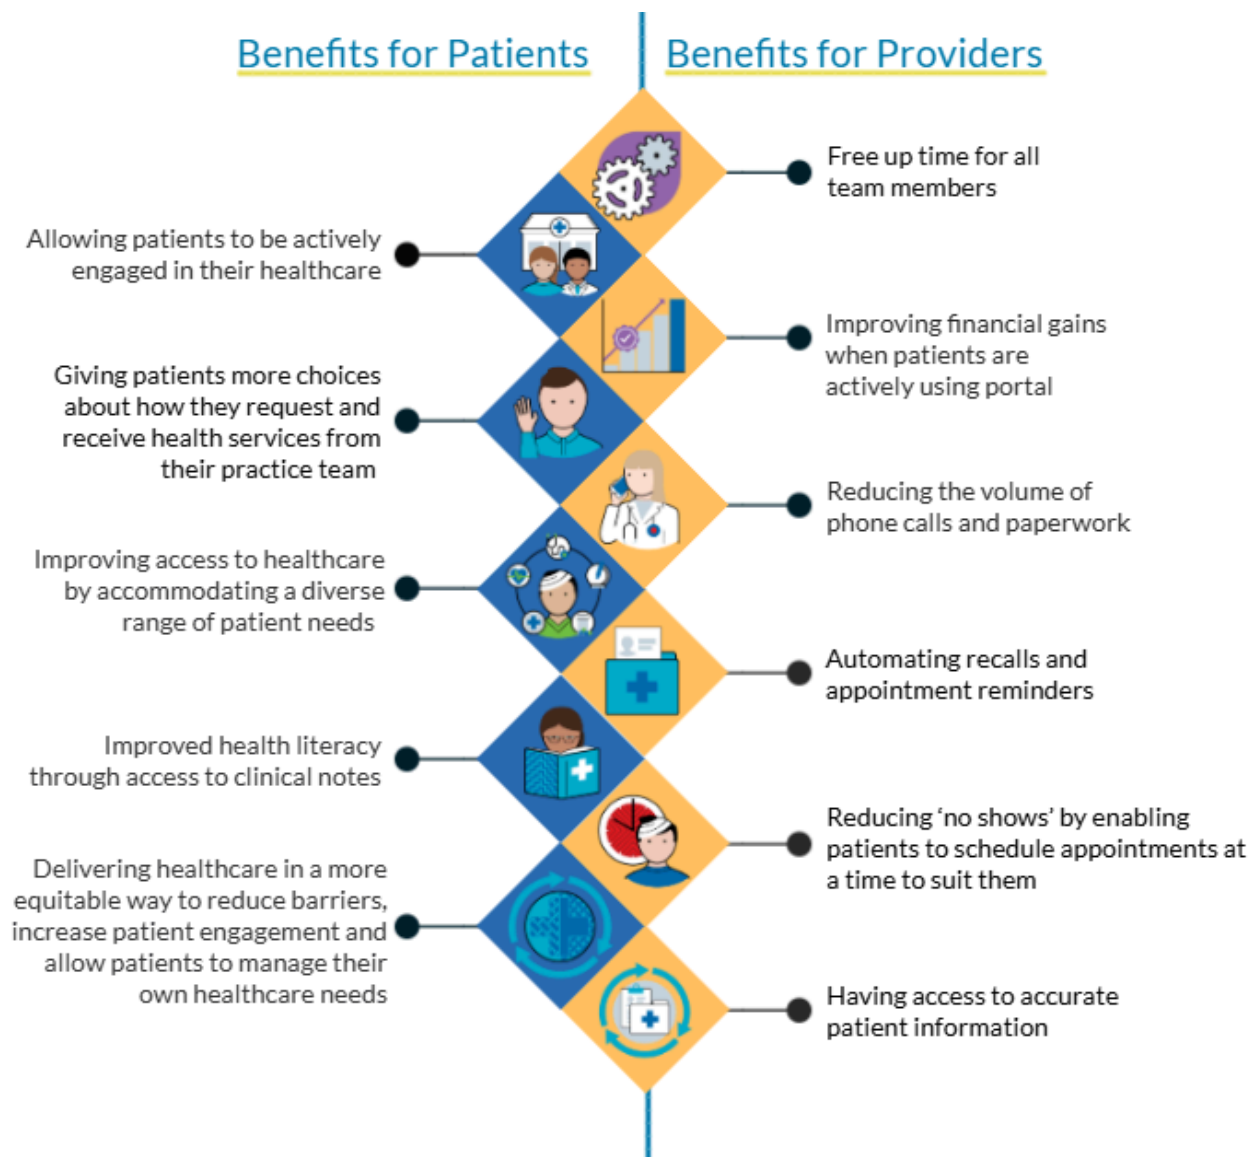 Benefits for Patients
Benefits for Providers
Free up time for all
team members
Allowing patients to be actively
engaged in their healthcare
Improving financial gains
when patients are
actively using portal
Giving patients more choices
about how they request and
receive health services from
their practice team
Reducing the volume of
phone calls and paperwork
Improving access to healthcare
by accommodating a diverse
range of patient needs
Automating recalls and
appointment reminders
Improved health literacy
through access to clinical notes
Reducing ‘no shows’ by enabling
patients to schedule appointments at
a time to suit them
Delivering healthcare in a more
equitable way to reduce barriers,
increase patient engagement and
allow patients to manage their
own healthcare needs
Having access to accurate
patient information